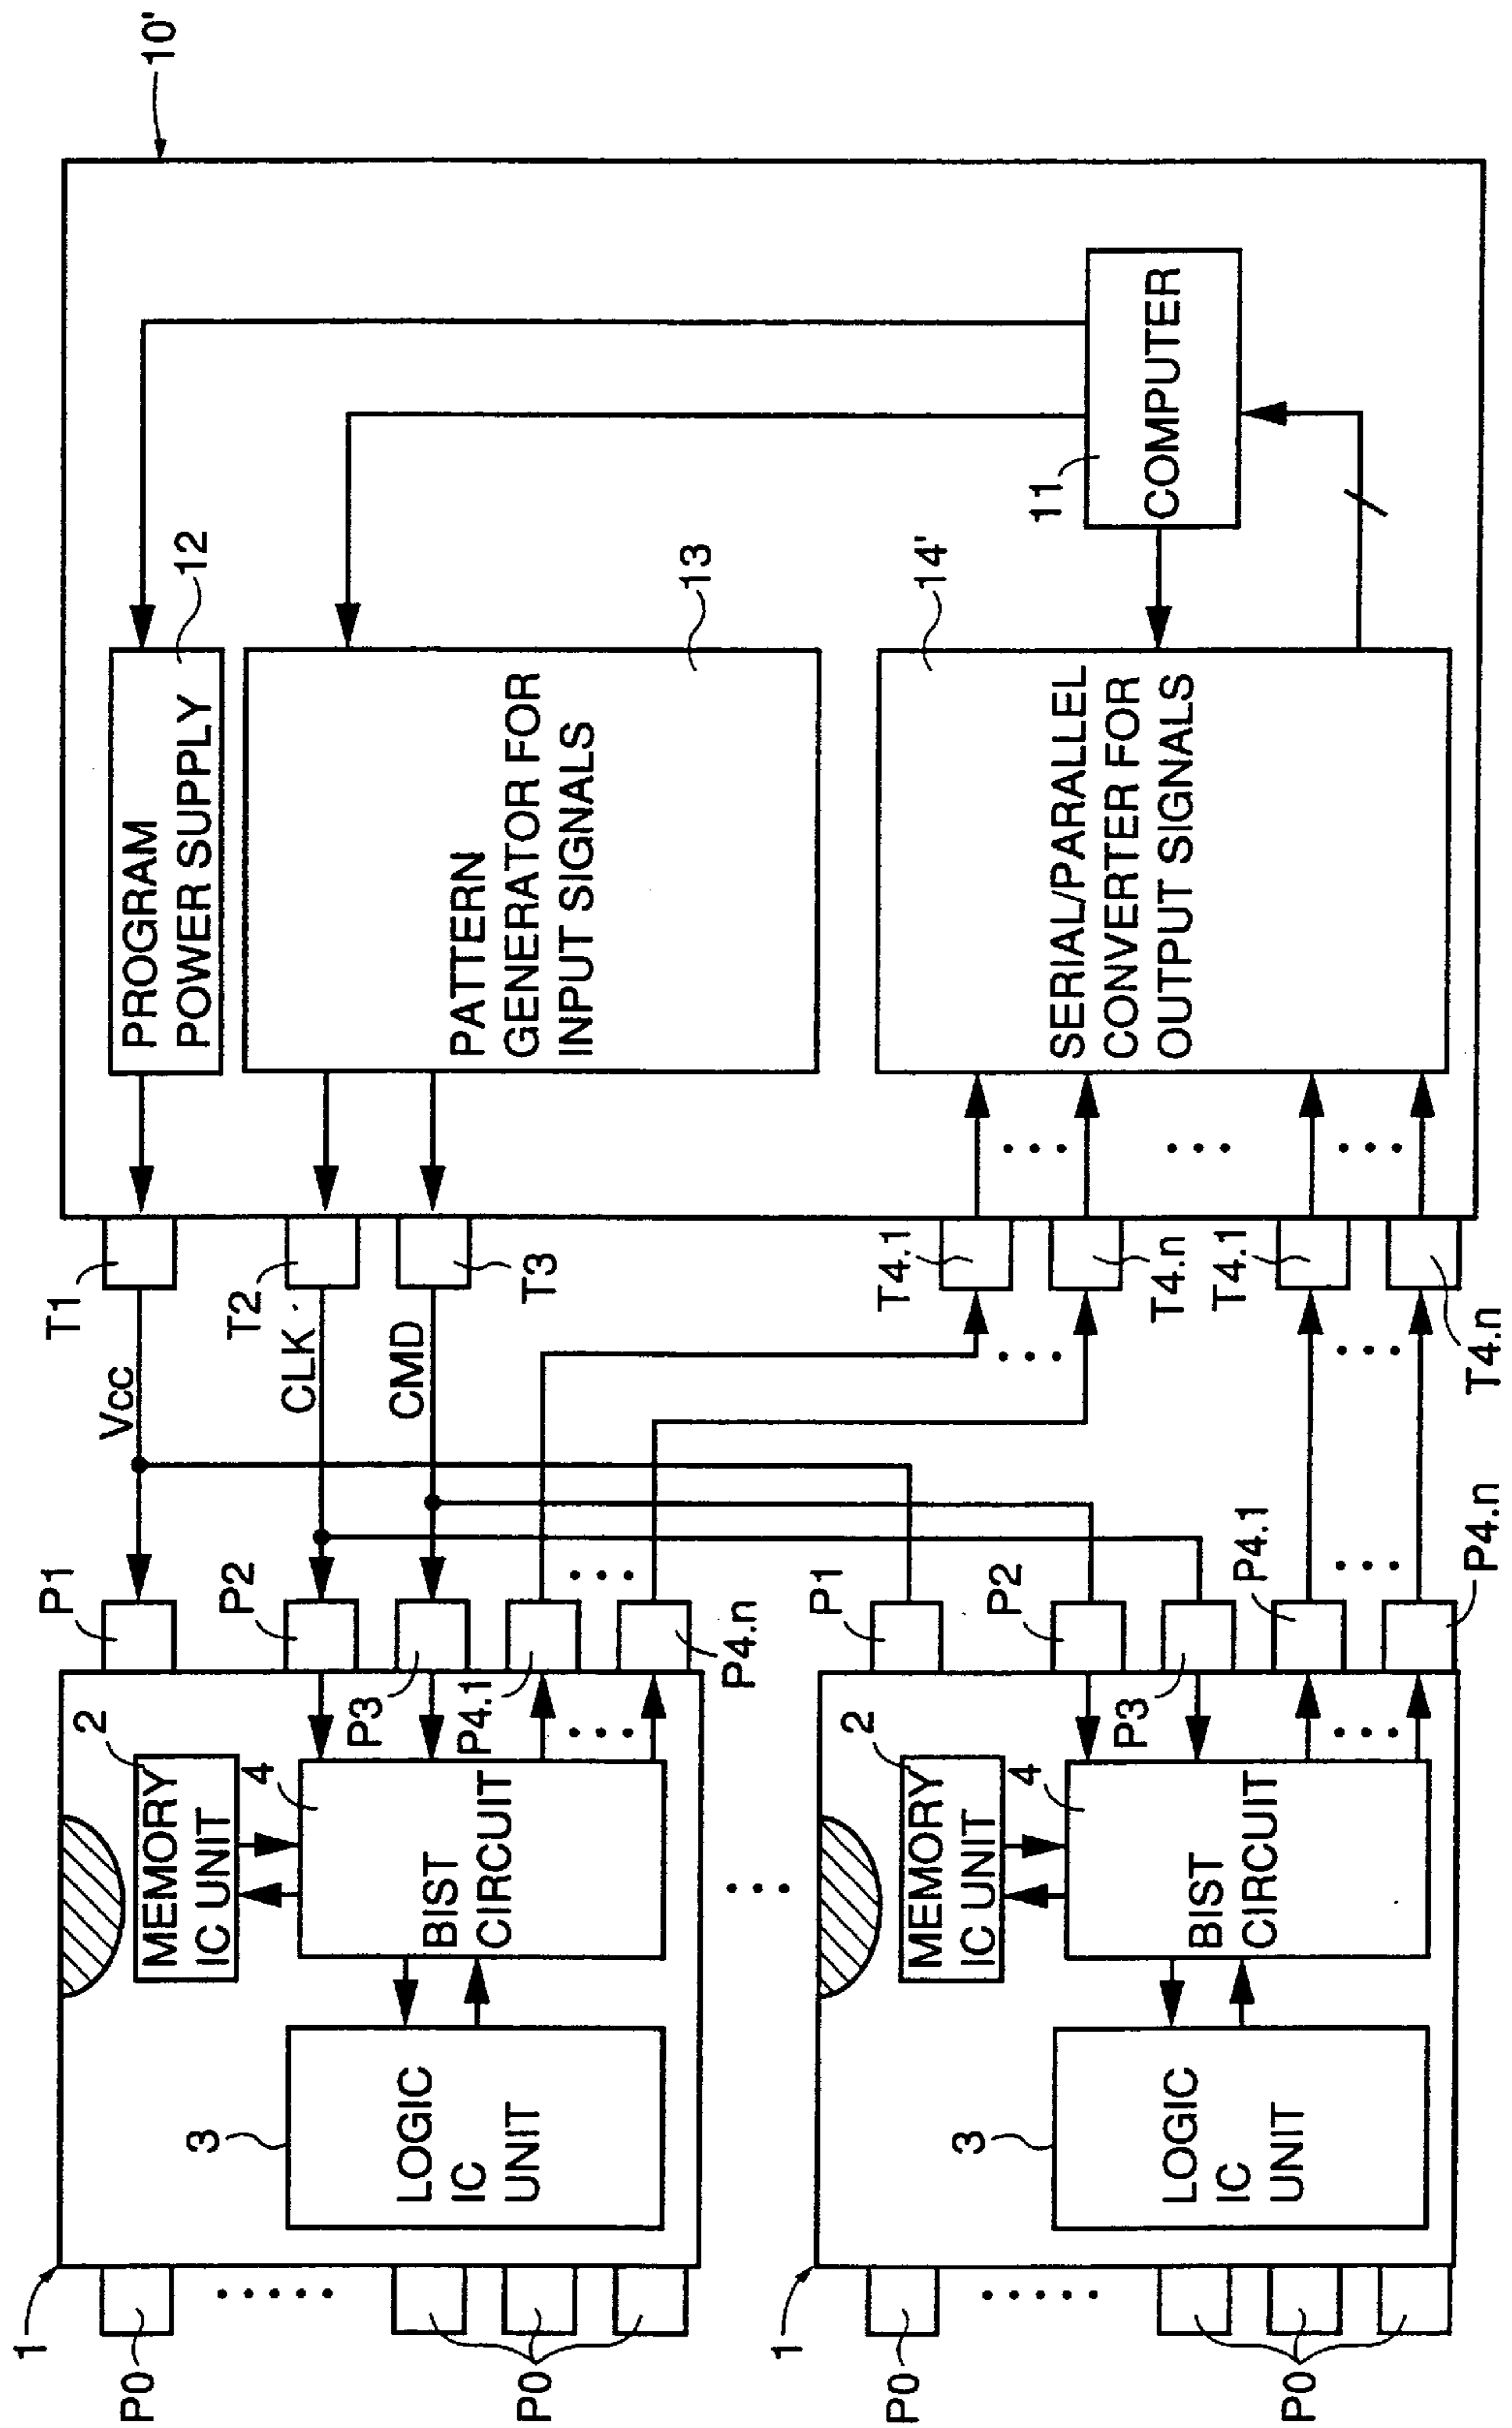 10'
PROGRAM
POWER SUPPLY
12
PATTERN
GENERATOR FOR
INPUT SIGNALS
13
SERIAL/PARALLEL
CONVERTER FOR
OUTPUT SIGNALS
14'
COMPUTER
11
T1
T2
T3
T4.1
T4.n
T4.1
T4.n
Vcc
CLK
CMD
P1
P2
P3
P4.1
P4.n
P1
P2
P3
P4.1
P4.n
1
2
MEMORY
IC UNIT
4
BIST
CIRCUIT
3
LOGIC
IC
UNIT
P0
P0
1
2
MEMORY
IC UNIT
4
BIST
CIRCUIT
3
LOGIC
IC
UNIT
P0
P0